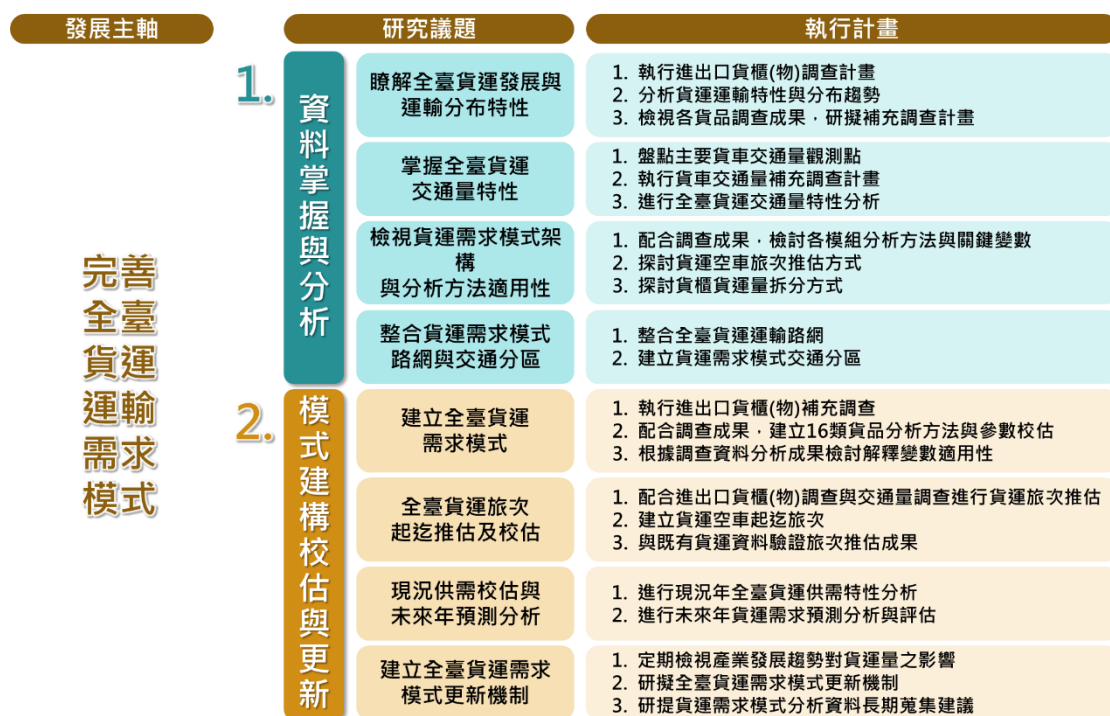 發展主軸
研究議題
執行計畫
完善
全臺
貨運
運輸
需求
模式
1.
資料掌握與分析
瞭解全臺貨運發展與
運輸分布特性
1. 執行進出口貨櫃(物)調查計畫
2. 分析貨運運輸特性與分布趨勢
3. 檢視各貨品調查成果，研擬補充調查計畫
掌握全臺貨運
交通量特性
1. 盤點主要貨車交通量觀測點
2. 執行貨車交通量補充調查計畫
3. 進行全臺貨運交通量特性分析
檢視貨運需求模式架
構
與分析方法適用性
1. 配合調查成果，檢討各模組分析方法與關鍵變數
2. 探討貨運空車旅次推估方式
3. 探討貨櫃貨運量拆分方式
整合貨運需求模式
路網與交通分區
1. 整合全臺貨運運輸路網
2. 建立貨運需求模式交通分區
2.
模式建構校估與更新
建立全臺貨運
需求模式
1. 執行進出口貨櫃(物)補充調查
2. 配合調查成果，建立16類貨品分析方法與參數校估
3. 根據調查資料分析成果檢討解釋變數適用性
全臺貨運旅次
起迄推估及校估
1. 配合進出口貨櫃(物)調查與交通量調查進行貨運旅次推估
2. 建立貨運空車起迄旅次
3. 與既有貨運資料驗證旅次推估成果
現況供需校估與
未來年預測分析
1. 進行現況年全臺貨運供需特性分析
2. 進行未來年貨運需求預測分析與評估
建立全臺貨運需求
模式更新機制
1. 定期檢視產業發展趨勢對貨運量之影響
2. 研擬全臺貨運需求模式更新機制
3. 研提貨運需求模式分析資料長期蒐集建議